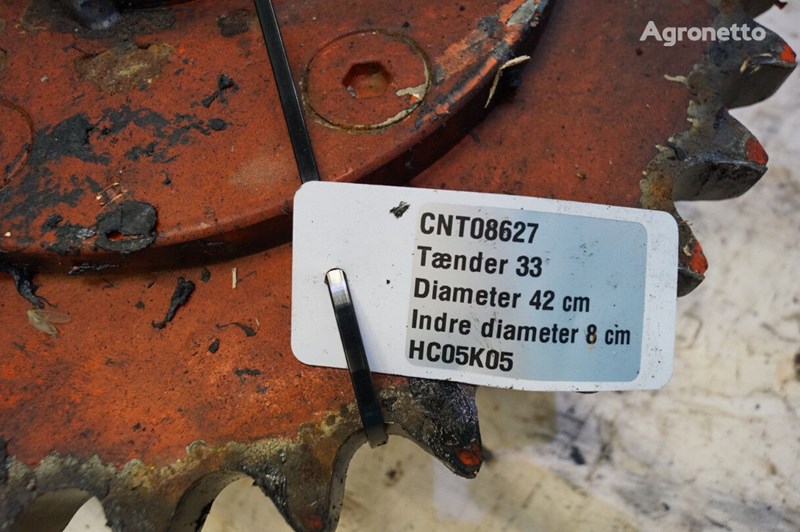 Agronetto
CNT08627
Tænder 33
Diameter 42 cm
Indre diameter 8 cm
HC05K05